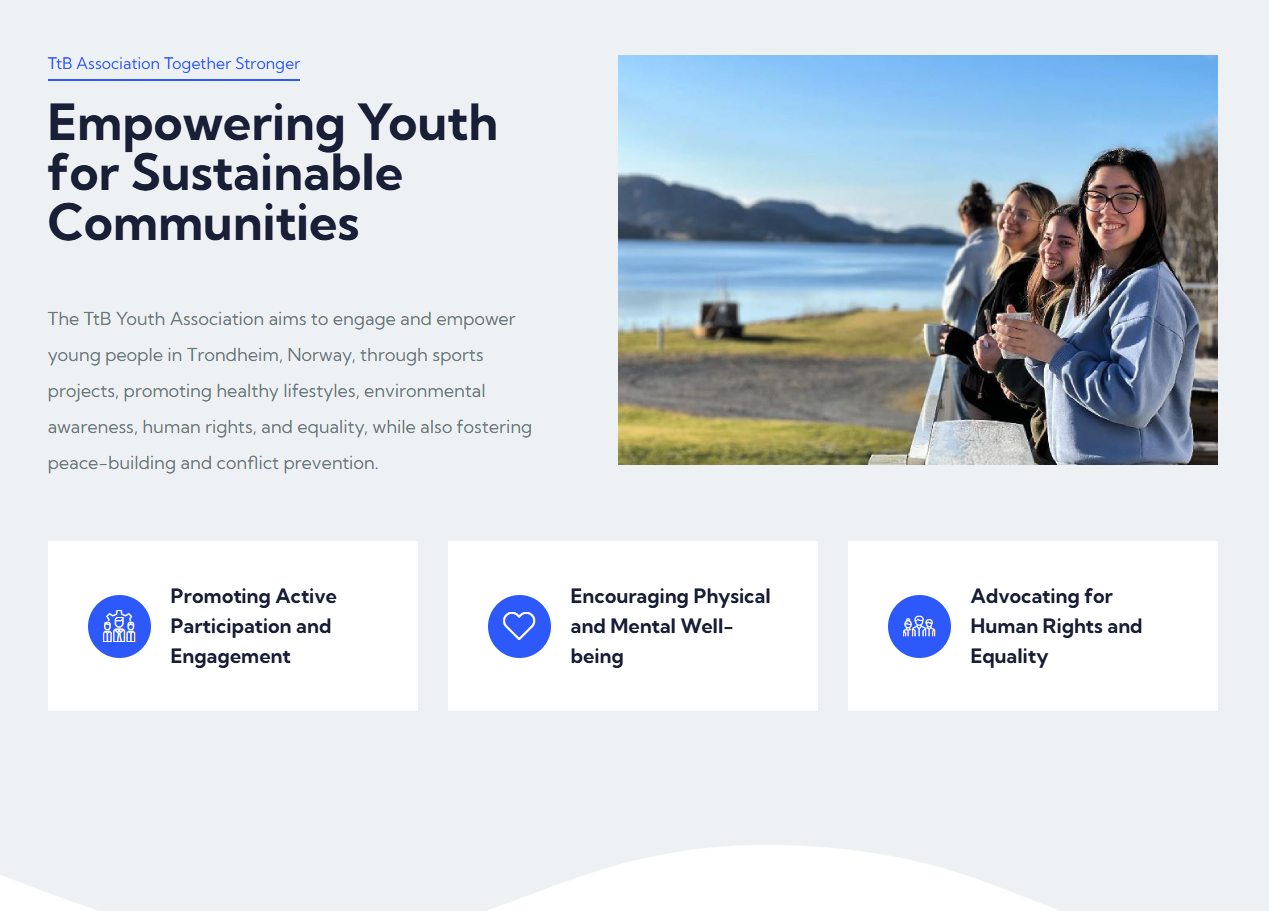 TtB Association Together Stronger
Empowering Youth
for Sustainable
Communities
The TtB Youth Association aims to engage and empower
young people in Trondheim, Norway, through sports
projects, promoting healthy lifestyles, environmental
awareness, human rights, and equality, while also fostering
peace-building and conflict prevention.
Promoting Active
Participation and
Engagement
Encouraging Physical
and Mental Well-
being
Advocating for
Human Rights and
Equality